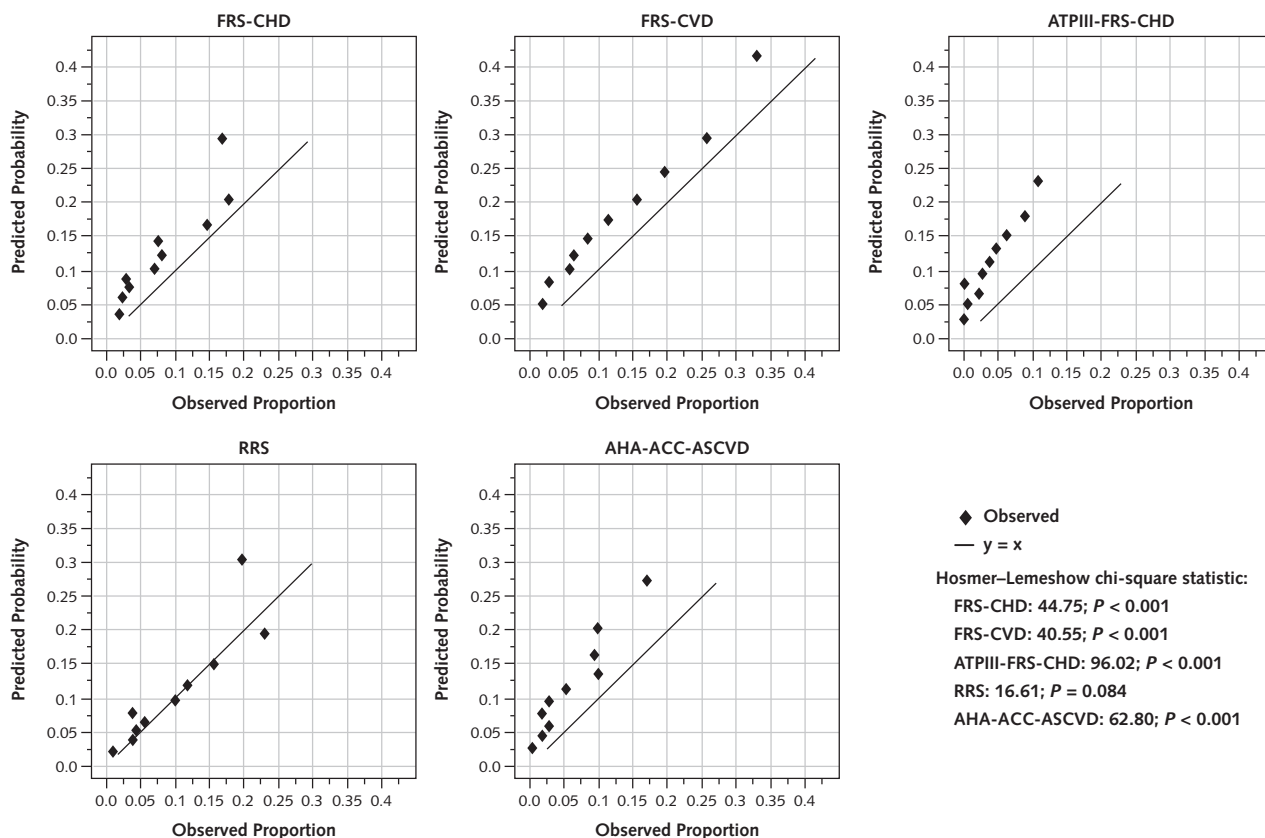 FRS-CHD
Predicted Probability
0.4
0.35
0.3
0.25
0.2
0.15
0.1
0.05
0.0
0.0 0.05 0.1 0.15 0.2 0.25 0.3 0.35 0.4
Observed Proportion
FRS-CVD
Predicted Probability
0.4
0.35
0.3
0.25
0.2
0.15
0.1
0.05
0.0
0.0 0.05 0.1 0.15 0.2 0.25 0.3 0.35 0.4
Observed Proportion
ATPIII-FRS-CHD
Predicted Probability
0.4
0.35
0.3
0.25
0.2
0.15
0.1
0.05
0.0
0.0 0.05 0.1 0.15 0.2 0.25 0.3 0.35 0.4
Observed Proportion
RRS
Predicted Probability
0.4
0.35
0.3
0.25
0.2
0.15
0.1
0.05
0.0
0.0 0.05 0.1 0.15 0.2 0.25 0.3 0.35 0.4
Observed Proportion
AHA-ACC-ASCVD
Predicted Probability
0.4
0.35
0.3
0.25
0.2
0.15
0.1
0.05
0.0
0.0 0.05 0.1 0.15 0.2 0.25 0.3 0.35 0.4
Observed Proportion
Observed
y = x
Hosmer–Lemeshow chi-square statistic:
FRS-CHD: 44.75; P < 0.001
FRS-CVD: 40.55; P < 0.001
ATPIII-FRS-CHD: 96.02; P < 0.001
RRS: 16.61; P = 0.084
AHA-ACC-ASCVD: 62.80; P < 0.001